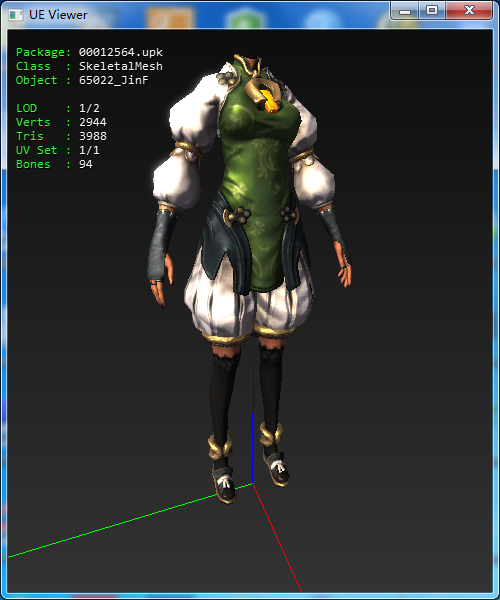 UE Viewer
Package: 00012564.upk
Class : SkeletalMesh
Object : 65022_JinF
LOD : 1/2
Verts : 2944
Tris : 3988
UV Set : 1/1
Bones : 94